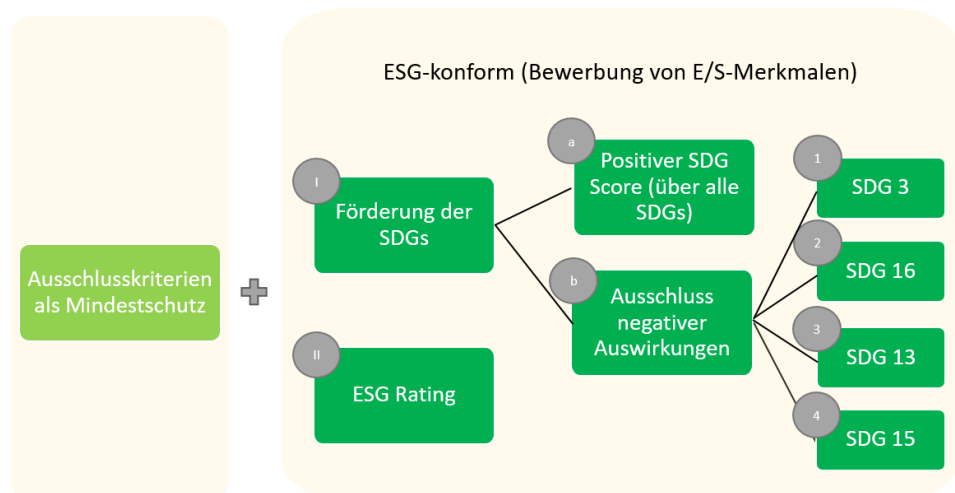 ESG-konform (Bewerbung von E/S-Merkmalen)
Ausschlusskriterien
als Mindestschutz
I
Förderung der
SDGs
II
ESG Rating
a
Positiver SDG
Score (über alle
SDGs)
b
Ausschluss
negativer
Auswirkungen
1
SDG 3
2
SDG 16
3
SDG 13
4
SDG 15